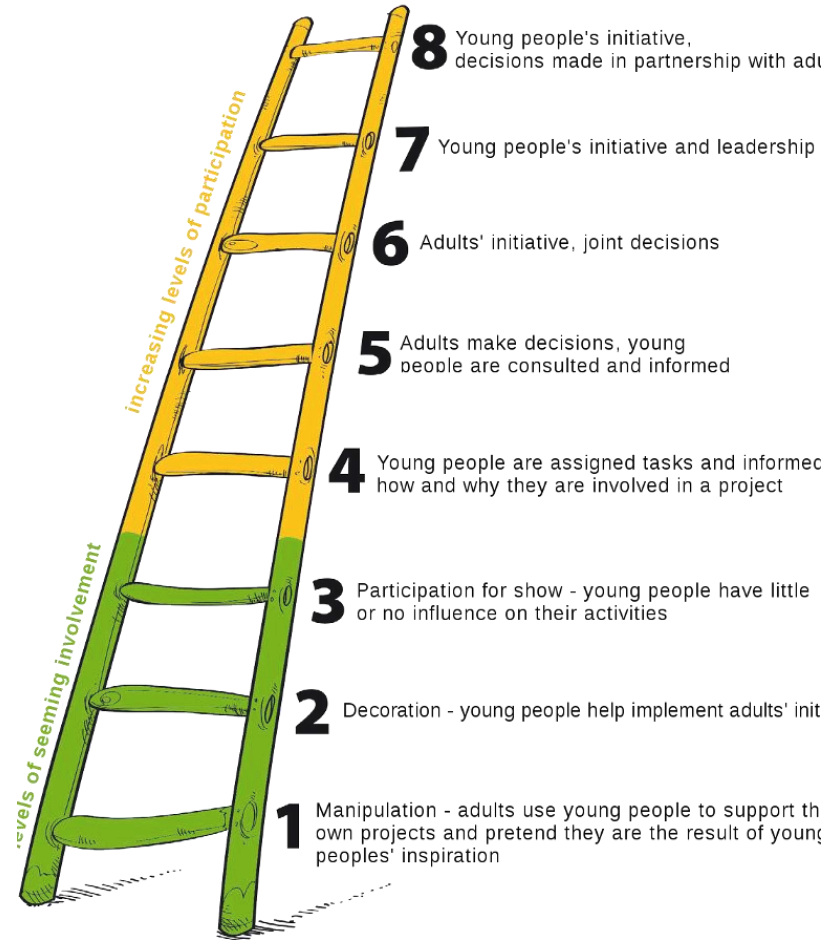 8 Young people's initiative,
decisions made in partnership with
7 Young people's initiative and leadership
6 Adults' initiative, joint decisions
5 Adults make decisions, young
people are consulted and informed
4 Young people are assigned tasks and informed
how and why they are involved in a project
3 Participation for show - young people have little
or no influence on their activities
2 Decoration - young people help implement adults'
1 Manipulation - adults use young people to support
own projects and pretend they are the result of young
peoples' inspiration
increasing levels of participation
levels of seeming involvement